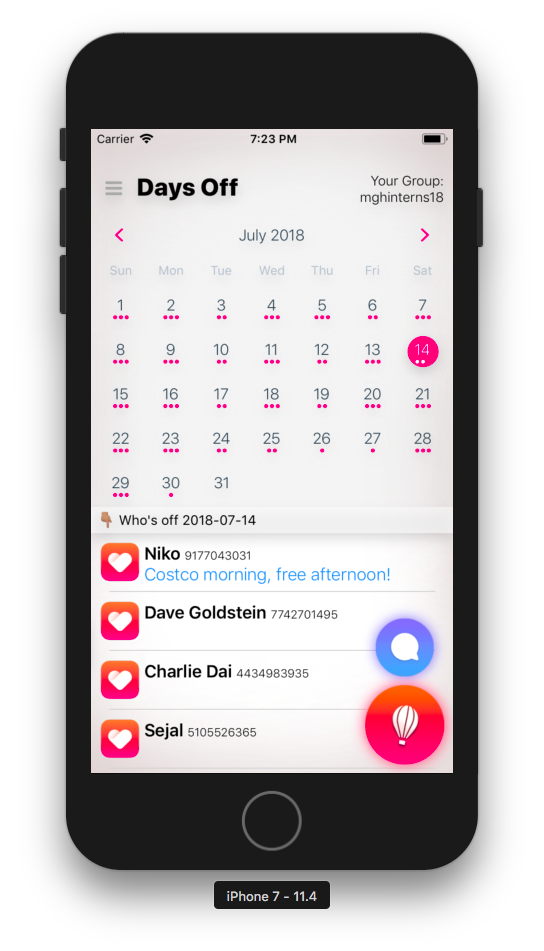 Carrier 7:23 PM
Days Off
Your Group:
mghinterns18
July 2018
Sun Mon Tue Wed Thu Fri Sat
1 2 3 4 5 6 7
8 9 10 11 12 13 14
15 16 17 18 19 20 21
22 23 24 25 26 27 28
29 30 31
Who's off 2018-07-14
Niko 9177043031
Costco morning, free afternoon!
Dave Goldstein 7742701495
Charlie Dai 4434983935
Sejal 5105526365
iPhone 7 - 11.4